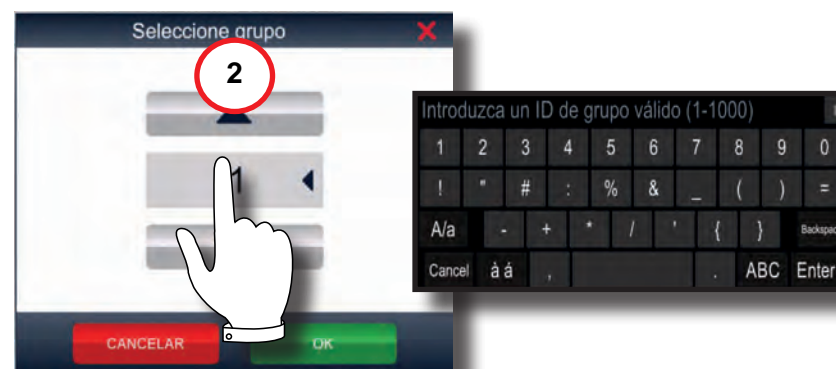 Seleccione grupo
2
1
CANCELAR
OK
Introduzca un ID de grupo válido (1-1000)
1 2 3 4 5 6 7 8 9 0
! " # : % & _ ( ) =
A/a - + * / ' { } Backspac
Cancel à á , . ABC Enter